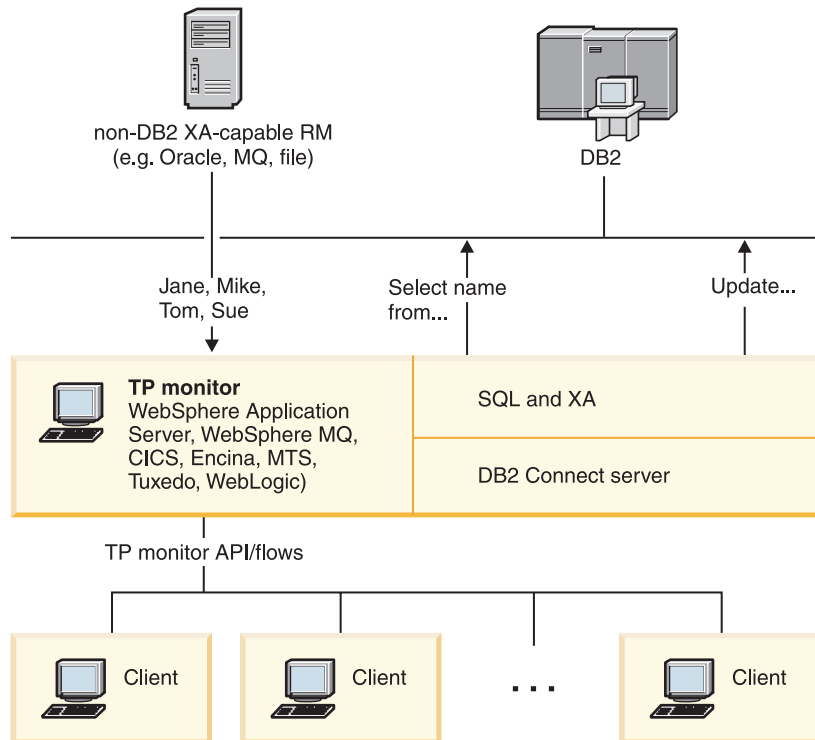 non-DB2 XA-capable RM
(e.g. Oracle, MQ, file)
DB2
Jane, Mike,
Tom, Sue
Select name
from...
Update...
TP monitor
WebSphere Application
Server, WebSphere MQ,
CICS, Encina, MTS,
Tuxedo, WebLogic)
SQL and XA
DB2 Connect server
TP monitor API/flows
Client
Client
...
Client